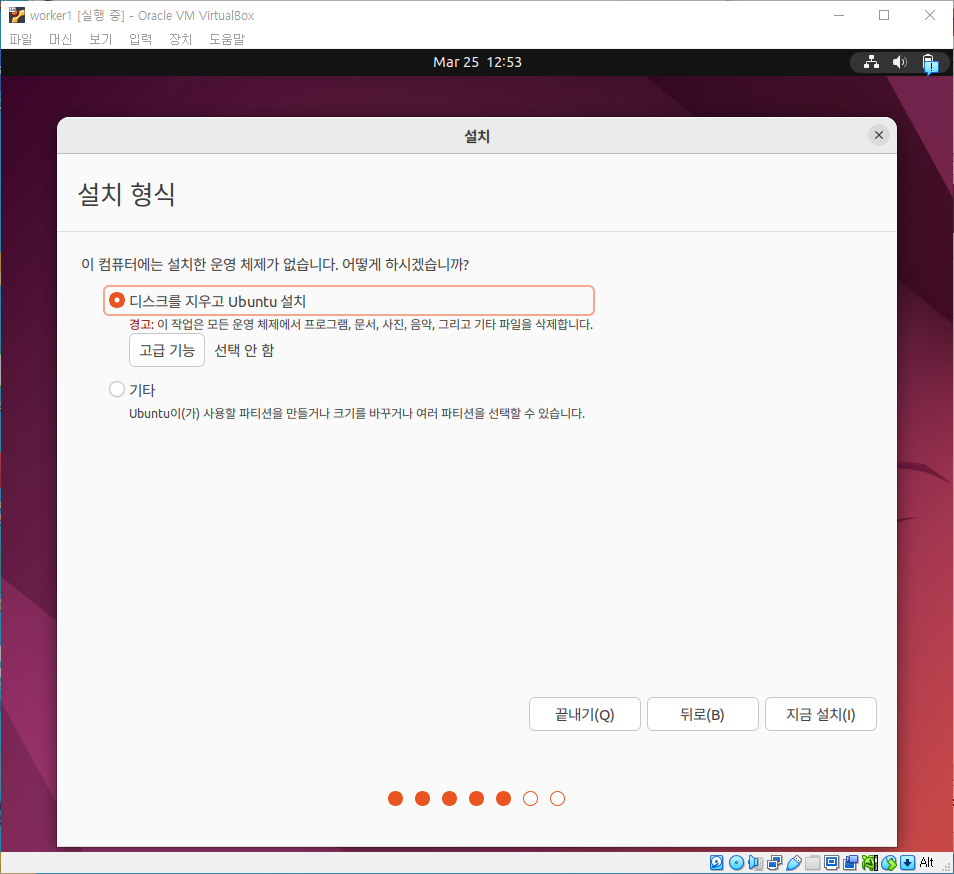 worker1 [실행 중] - Oracle VM VirtualBox
파일 머신 보기 입력 장치 도움말
Mar 25 12:53
설치
설치 형식
이 컴퓨터에는 설치한 운영 체제가 없습니다. 어떻게 하시겠습니까?
디스크를 지우고 Ubuntu 설치
경고: 이 작업은 모든 운영 체제에서 프로그램, 문서, 사진, 음악, 그리고 기타 파일을 삭제합니다.
고급 기능 선택 안 함
기타
Ubuntu이(가) 사용할 파티션을 만들거나 크기를 바꾸거나 여러 파티션을 선택할 수 있습니다.
끝내기(Q) 뒤로(B) 지금 설치(I)
Alt